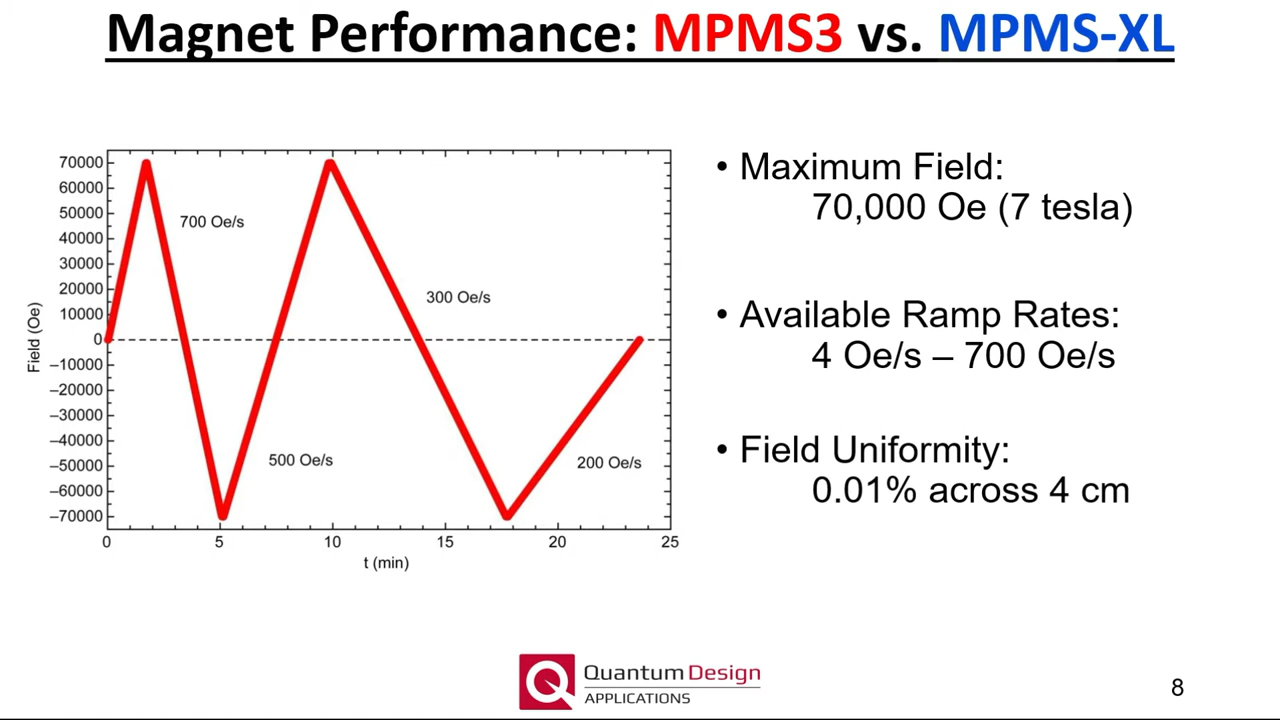 Magnet Performance: MPMS3 vs. MPMS-XL
70000
60000
50000
40000
30000
20000
10000
0
−10000
−20000
−30000
−40000
−50000
−60000
−70000
Field (Oe)
700 Oe/s
500 Oe/s
300 Oe/s
200 Oe/s
0 5 10 15 20 25
t (min)
• Maximum Field:
70,000 Oe (7 tesla)
• Available Ramp Rates:
4 Oe/s – 700 Oe/s
• Field Uniformity:
0.01% across 4 cm
Quantum Design
APPLICATIONS
8